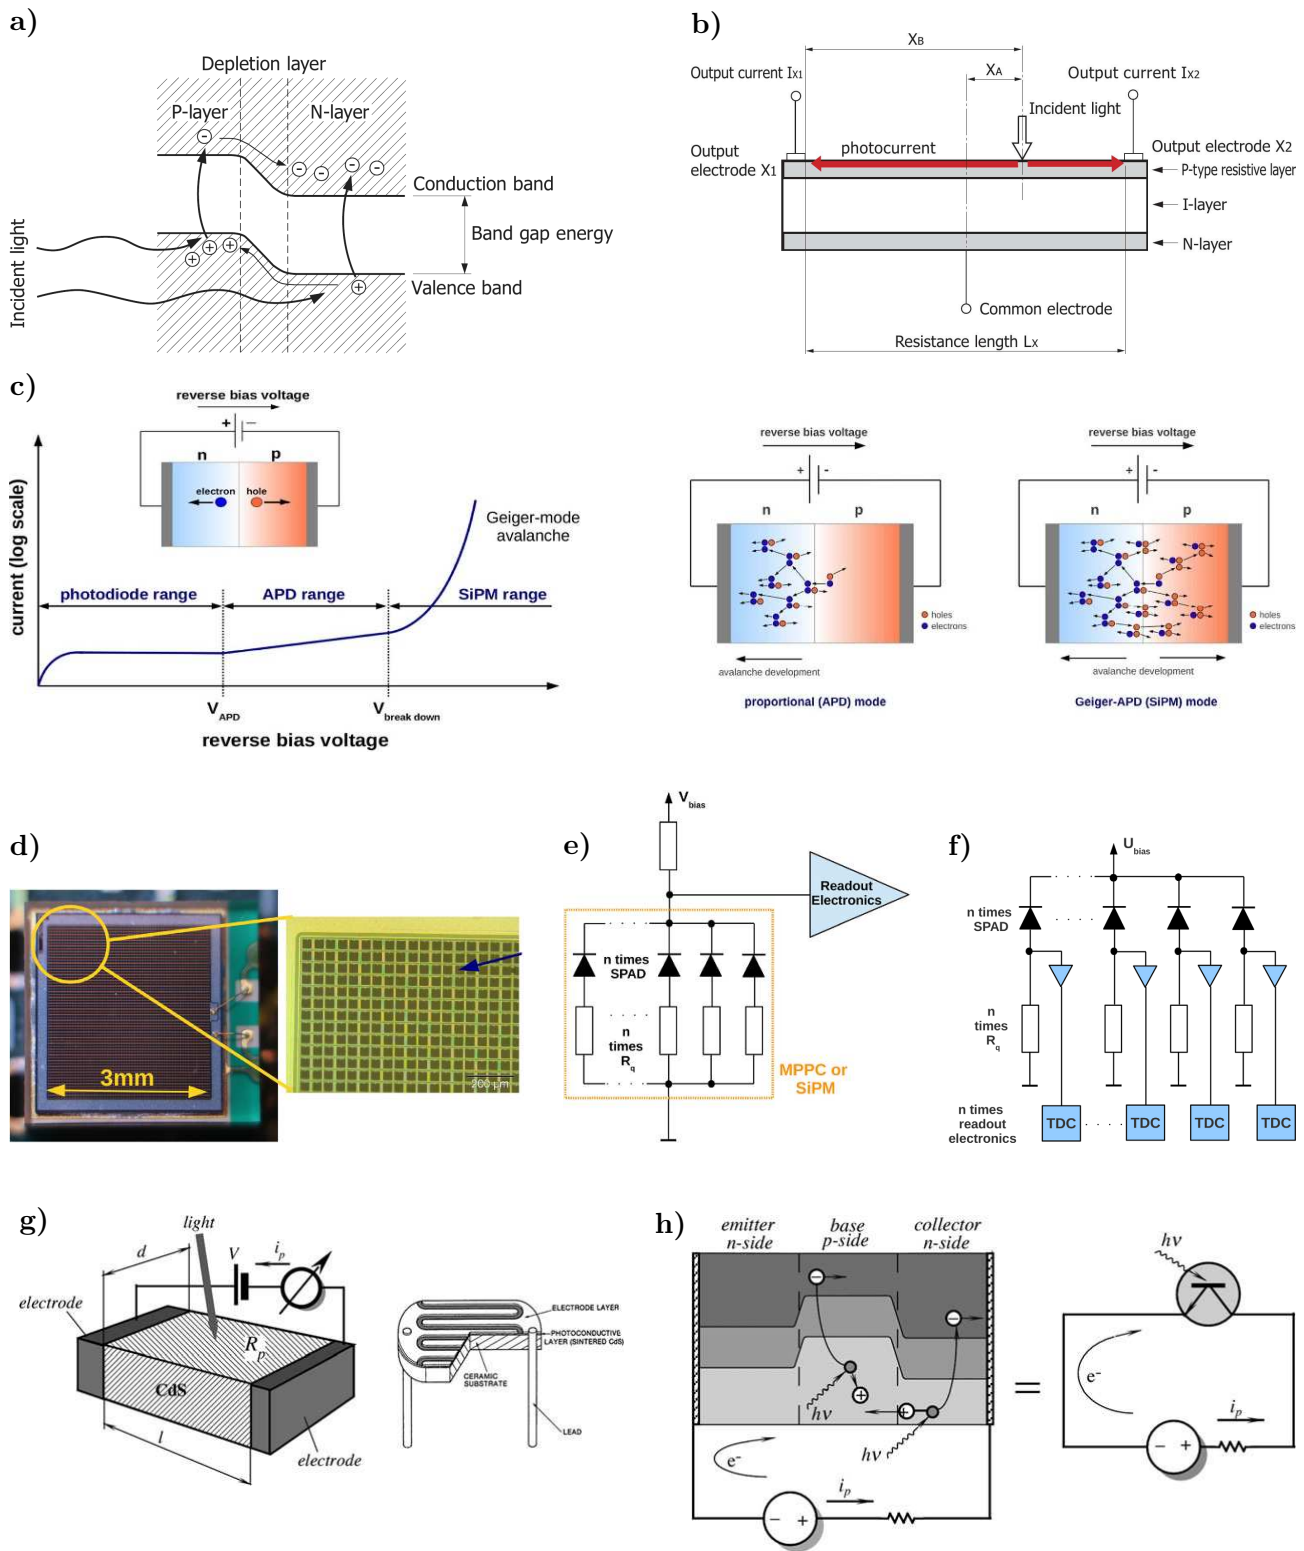 a)
Depletion layer
P-layer
N-layer
Conduction band
Band gap energy
Valence band
Incident light
b)
XB
Output current IX1
XA
Output current IX2
Incident light
Output electrode X1
photocurrent
Output electrode X2
P-type resistive layer
I-layer
N-layer
Common electrode
Resistance length LX
c)
reverse bias voltage
+ −
n p
electron hole
current (log scale)
Geiger-mode
avalanche
photodiode range
APD range
SiPM range
V APD
V break down
reverse bias voltage
reverse bias voltage
+ -
n p
holes
electrons
avalanche development
proportional (APD) mode
reverse bias voltage
+ -
n p
holes
electrons
avalanche development
Geiger-APD (SiPM) mode
d)
3mm
200 µm
e)
Vbias
Readout
Electronics
n times
SPAD
n
times
Rq
MPPC or
SiPM
f)
Ubias
n times
SPAD
n
times
Rq
n times
readout
electronics
TDC TDC TDC TDC
g)
light
d
V
ip
electrode
Rp
CdS
l
electrode
ELECTRODE LAYER
PHOTOCONDUCTIVE
LAYER (SINTERED CdS)
CERAMIC
SUBSTRATE
LEAD
h)
emitter
n-side
base
p-side
collector
n-side
hν
hν
e-
ip
− +
=
hν
e-
ip
− +